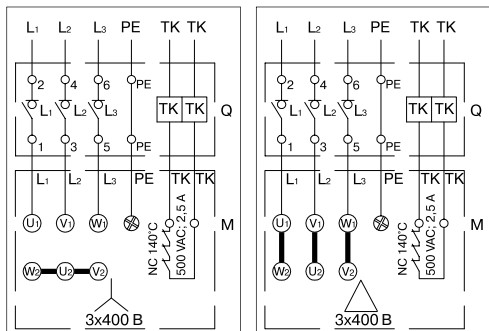 L1 L2 L3 PE TK TK
2 4 6 PE
L1 L2 L3 TK TK Q
1 3 5 PE
L1 L2 L3 PE TK TK
U1 V1 W1 M
NC 140°C
500 VAC; 2,5 A
W2 U2 V2
3x400 В
L1 L2 L3 PE TK TK
2 4 6 PE
L1 L2 L3 TK TK Q
1 3 5 PE
L1 L2 L3 PE TK TK
U1 V1 W1 M
NC 140°C
500 VAC; 2,5 A
W2 U2 V2
3x400 В